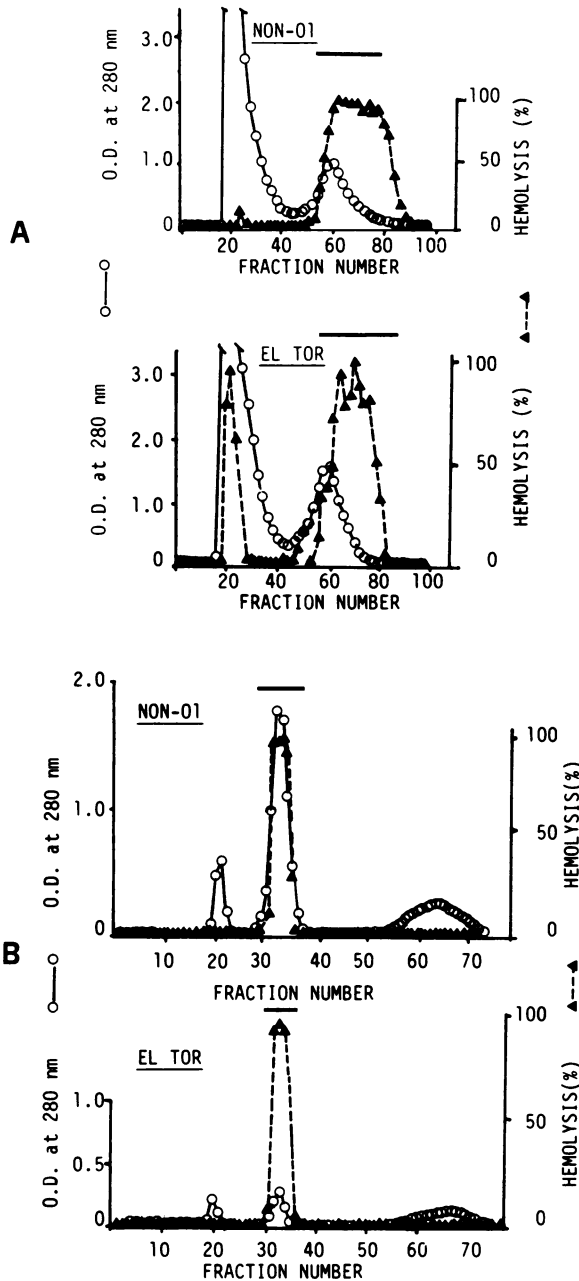 A
NON-01
3.0
2.0
1.0
0
O.D. at 280 nm
100
50
0
HEMOLYSIS (%)
20 40 60 80 100
FRACTION NUMBER
EL TOR
3.0
2.0
1.0
0
O.D. at 280 nm
100
50
0
HEMOLYSIS (%)
20 40 60 80 100
FRACTION NUMBER
B
NON-01
2.0
1.0
0
O.D. at 280 nm
100
50
0
HEMOLYSIS(%)
10 20 30 40 50 60 70
FRACTION NUMBER
EL TOR
1.0
0.5
0
O.D. at 280 nm
100
50
0
HEMOLYSIS(%)
10 20 30 40 50 60 70
FRACTION NUMBER